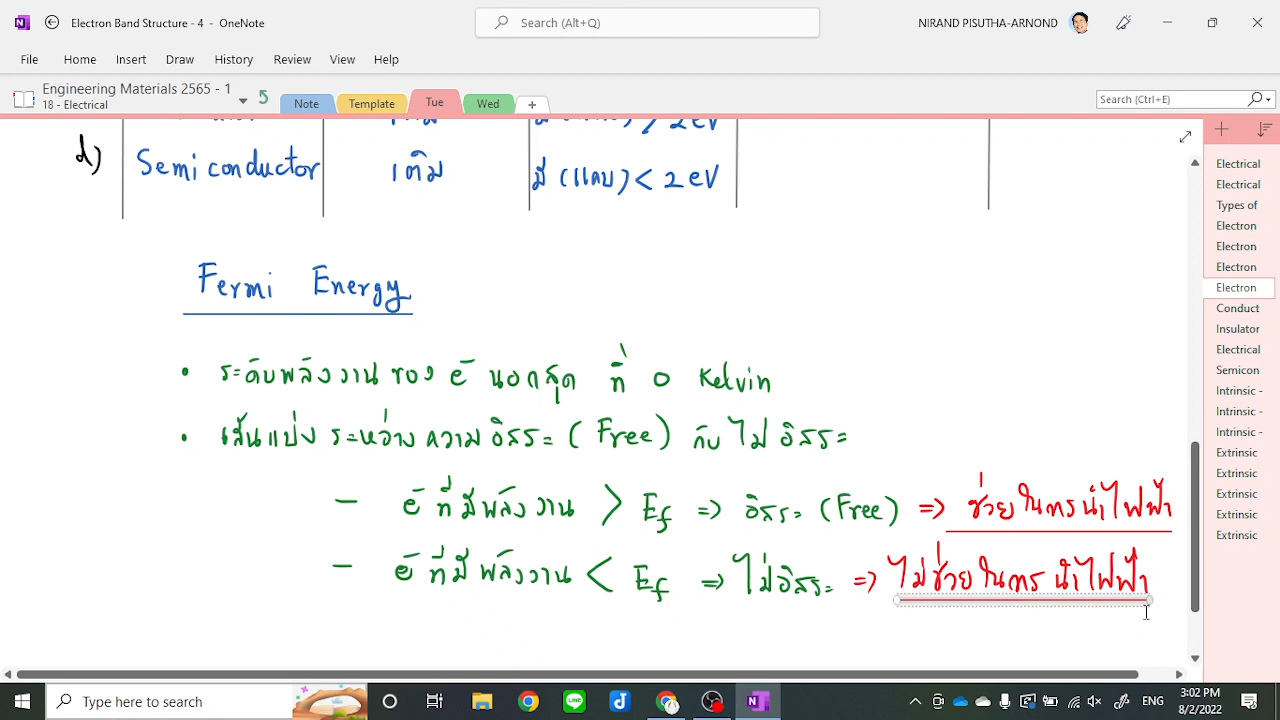 Electron Band Structure - 4 - OneNote
Search (Alt+Q)
NIRAND PISUTHA-ARNOND
File Home Insert Draw History Review View Help
Engineering Materials 2565 - 1
18 - Electrical
Note Template Tue Wed
Search (Ctrl+E)
2eV
d) Semiconductor เต็ม มี (แคบ) < 2 eV
Fermi Energy
• ระดับพลังงาน ของ e⁻ นอกสุด ที่ 0 Kelvin
• เส้นแบ่ง ระหว่าง ความ อิสระ (Free) กับ ไม่ อิสระ
- e⁻ ที่มีพลังงาน > Ef => อิสระ (Free) => ช่วยในการนำไฟฟ้า
- e⁻ ที่มีพลังงาน < Ef => ไม่อิสระ => ไม่ช่วยในการ นำไฟฟ้า
Electrical
Electrical
Types of
Electron
Electron
Electron
Electron
Conduct
Insulator
Electrical
Semicon
Intrinsic -
Intrinsic -
Intrinsic -
Extrinsic
Extrinsic
Extrinsic
Extrinsic
Extrinsic
Type here to search
LINE
ENG
3:02 PM
8/2/2022